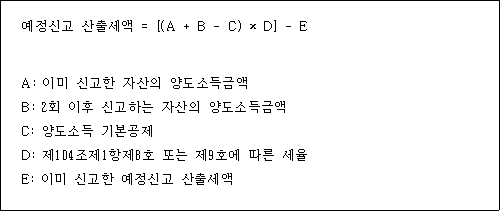 예정신고 산출세액 = [(A + B - C) × D] - E
A: 이미 신고한 자산의 양도소득금액
B: 2회 이후 신고하는 자산의 양도소득금액
C: 양도소득 기본공제
D: 제104조제1항제8호 또는 제9호에 따른 세율
E: 이미 신고한 예정신고 산출세액